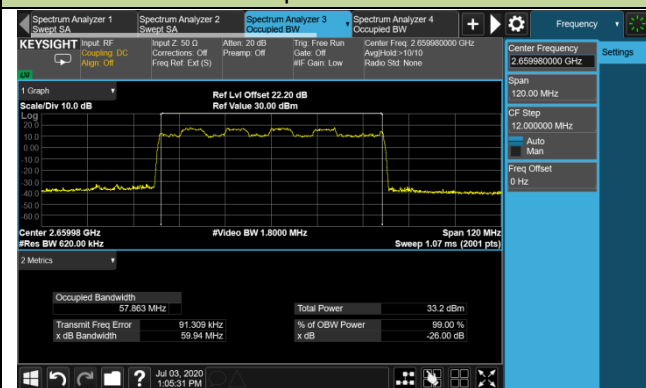 Spectrum Analyzer 1
Swept SA
Spectrum Analyzer 2
Swept SA
Spectrum Analyzer 3
Occupied BW
Spectrum Analyzer 4
Occupied BW
Frequency
KEYSIGHT
Input: RF
Coupling: DC
Align: Off
Input Z: 50 Ω
Corrections: Off
Freq Ref: Ext (S)
Atten: 20 dB
Preamp: Off
Trig: Free Run
Gate: Off
#IF Gain: Low
Center Freq: 2.659980000 GHz
Avg|Hold:>10/10
Radio Std: None
LXI
1 Graph
Scale/Div 10.0 dB
Ref Lvl Offset 22.20 dB
Ref Value 30.00 dBm
Log
20.0
10.0
0.00
-10.0
-20.0
-30.0
-40.0
-50.0
-60.0
Center 2.65998 GHz
#Res BW 620.00 kHz
#Video BW 1.8000 MHz
Span 120 MHz
Sweep 1.07 ms (2001 pts)
2 Metrics
Occupied Bandwidth
57.863 MHz
Total Power 33.2 dBm
Transmit Freq Error 91.309 kHz
% of OBW Power 99.00 %
x dB Bandwidth 59.94 MHz
x dB -26.00 dB
Center Frequency
2.659980000 GHz
Settings
Span
120.00 MHz
CF Step
12.000000 MHz
Auto
Man
Freq Offset
0 Hz
?
Jul 03, 2020
1:05:31 PM